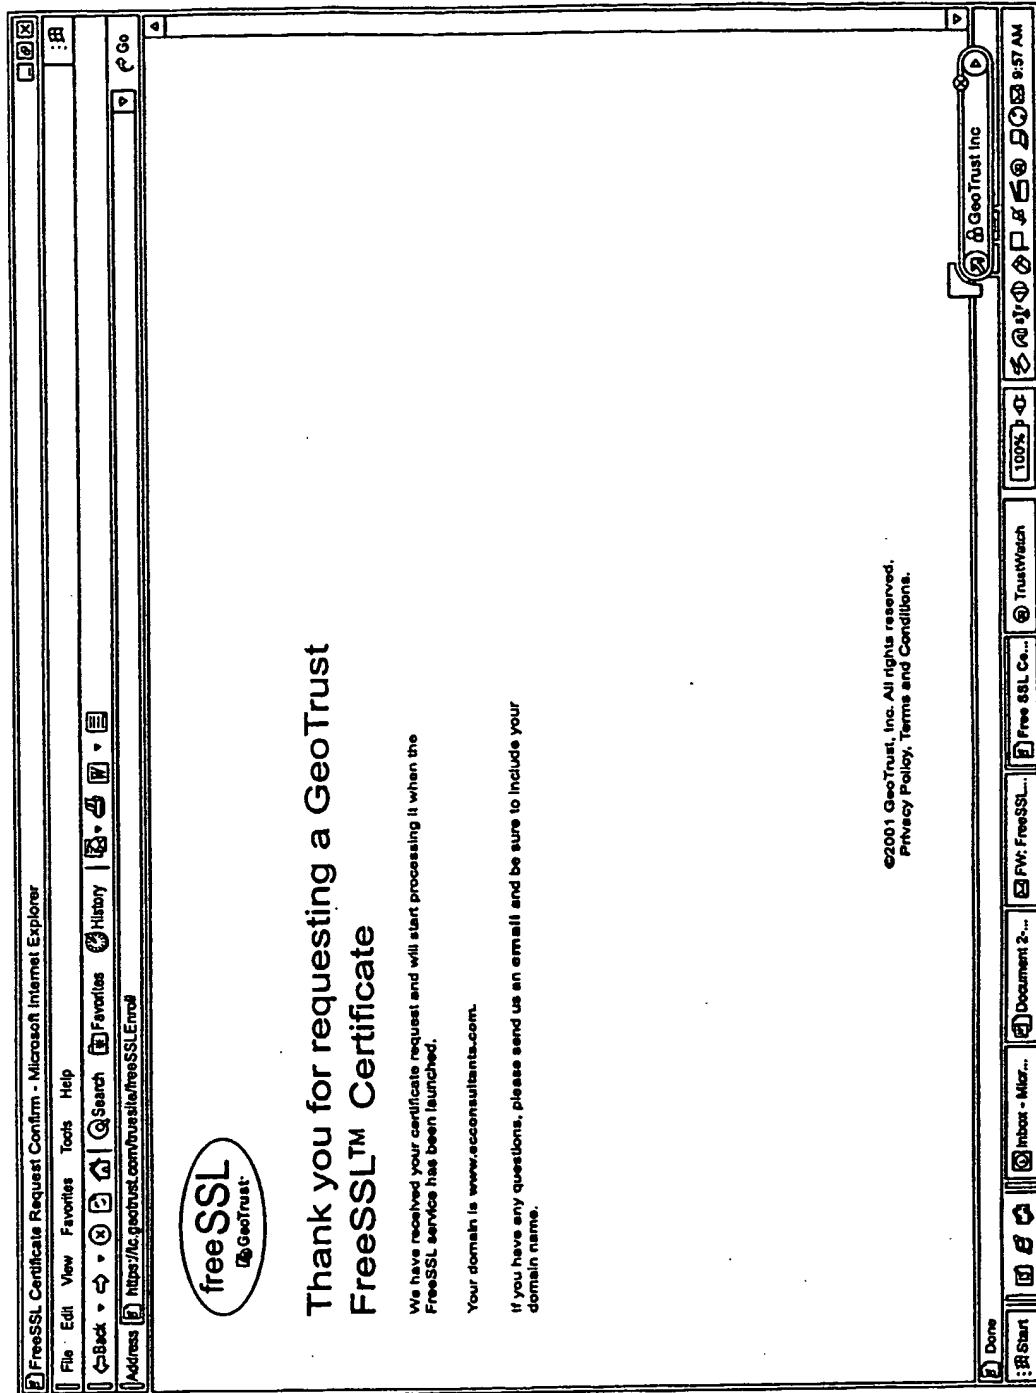 FreeSSL Certificate Request Confirm - Microsoft Internet Explorer
File Edit View Favorites Tools Help
Back Search Favorites History
Address https://tc.geotrust.com/truesite/freeSSLEnroll Go
freeSSL
GeoTrust
Thank you for requesting a GeoTrust
FreeSSL™ Certificate
We have received your certificate request and will start processing it when the
FreeSSL service has been launched.
Your domain is www.ecconsultants.com.
If you have any questions, please send us an email and be sure to include your
domain name.
©2001 GeoTrust, Inc. All rights reserved.
Privacy Policy, Terms and Conditions.
GeoTrust Inc
Done
Start Inbox - Micr... Document 2-... FW: FreeSSL... Free SSL Ce... TrustWatch 100% 9:57 AM